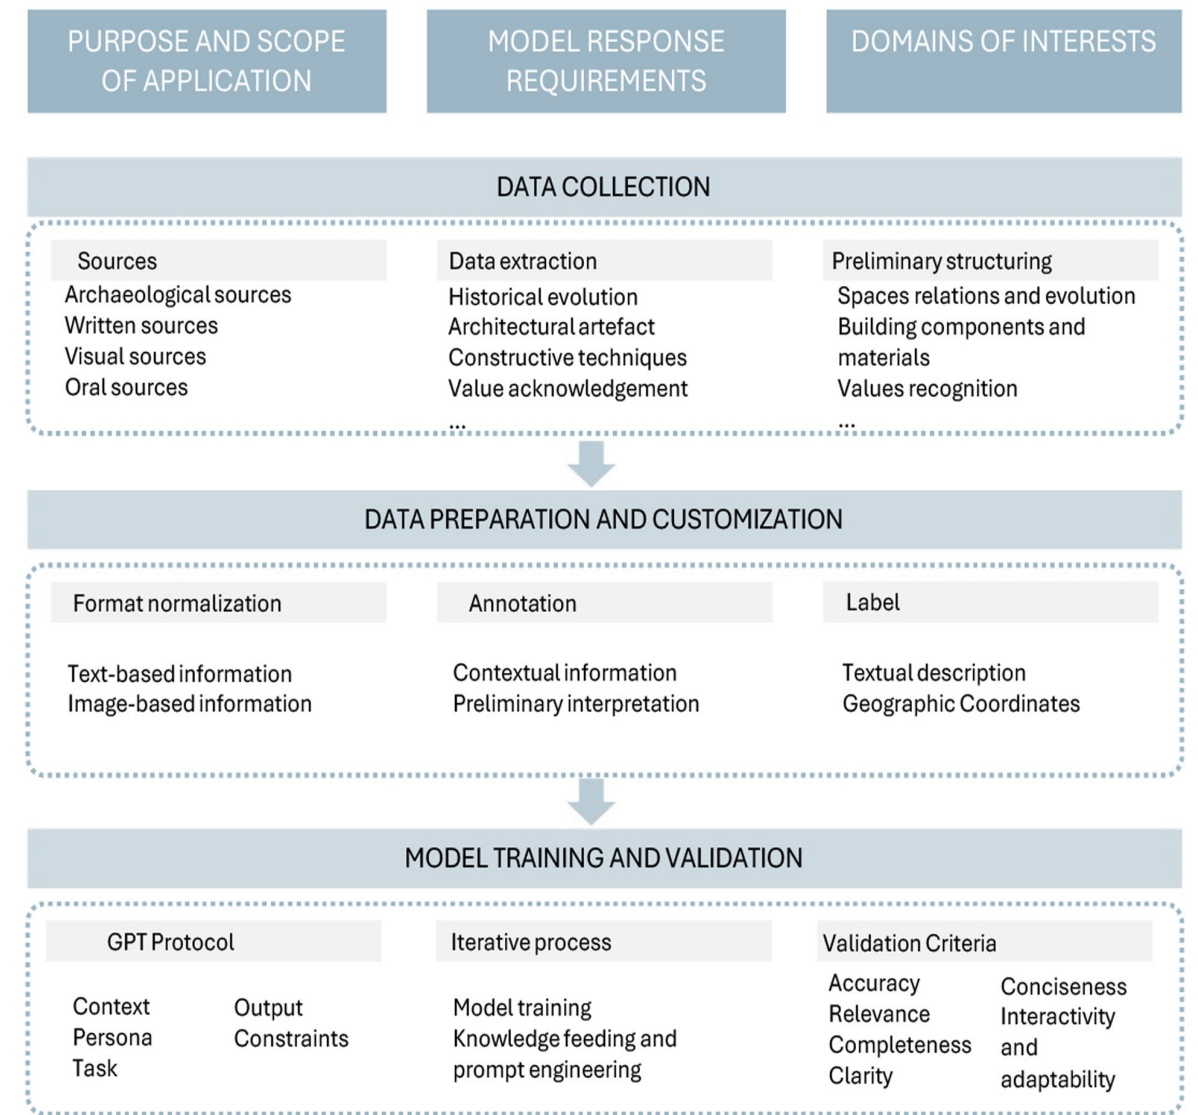 PURPOSE AND SCOPE
OF APPLICATION
MODEL RESPONSE
REQUIREMENTS
DOMAINS OF INTERESTS
DATA COLLECTION
Sources
Archaeological sources
Written sources
Visual sources
Oral sources
Data extraction
Historical evolution
Architectural artefact
Constructive techniques
Value acknowledgement
...
Preliminary structuring
Spaces relations and evolution
Building components and
materials
Values recognition
...
DATA PREPARATION AND CUSTOMIZATION
Format normalization
Text-based information
Image-based information
Annotation
Contextual information
Preliminary interpretation
Label
Textual description
Geographic Coordinates
MODEL TRAINING AND VALIDATION
GPT Protocol
Context
Persona
Task
Output
Constraints
Iterative process
Model training
Knowledge feeding and
prompt engineering
Validation Criteria
Accuracy
Relevance
Completeness
Clarity
Conciseness
Interactivity
and
adaptability